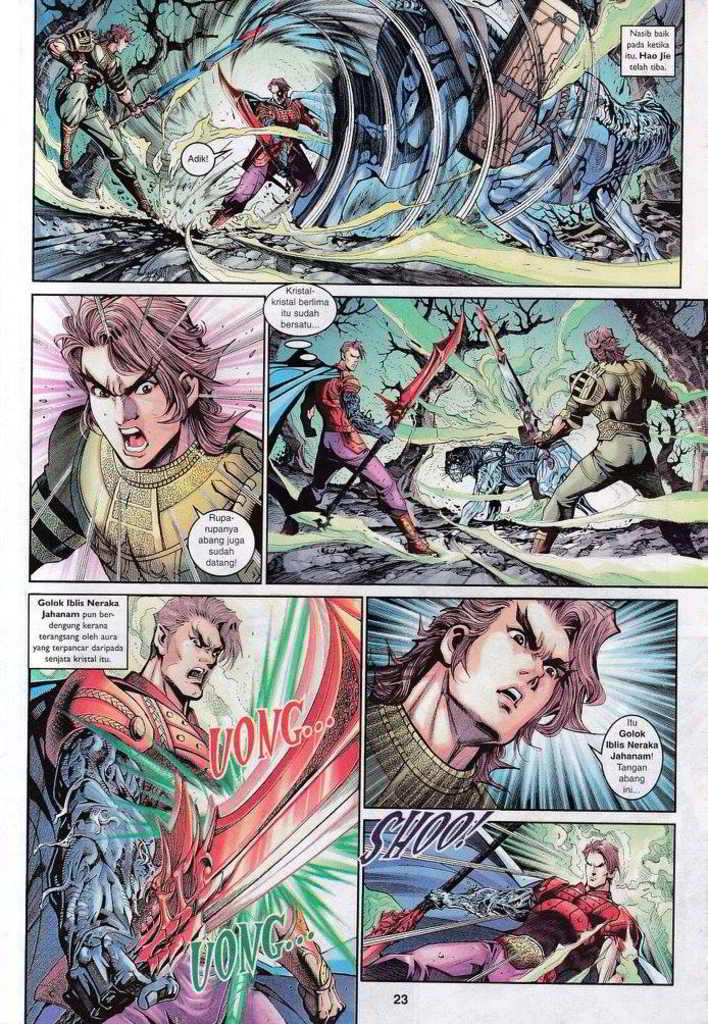 Nasib baik
pada ketika
itu, Hao Jie
telah tiba.
Adik!
Kristal-
kristal berlima
itu sudah
bersatu...
Rupa-
rupanya
abang juga
sudah
datang!
Golok Iblis Neraka
Jahanam pun ber-
dengung kerana
terangsang oleh aura
yang terpancar daripada
senjata kristal itu.
UONG...
UONG...
Itu
Golok
Iblis Neraka
Jahanam!
Tangan
abang
ini...
SHOO!
23